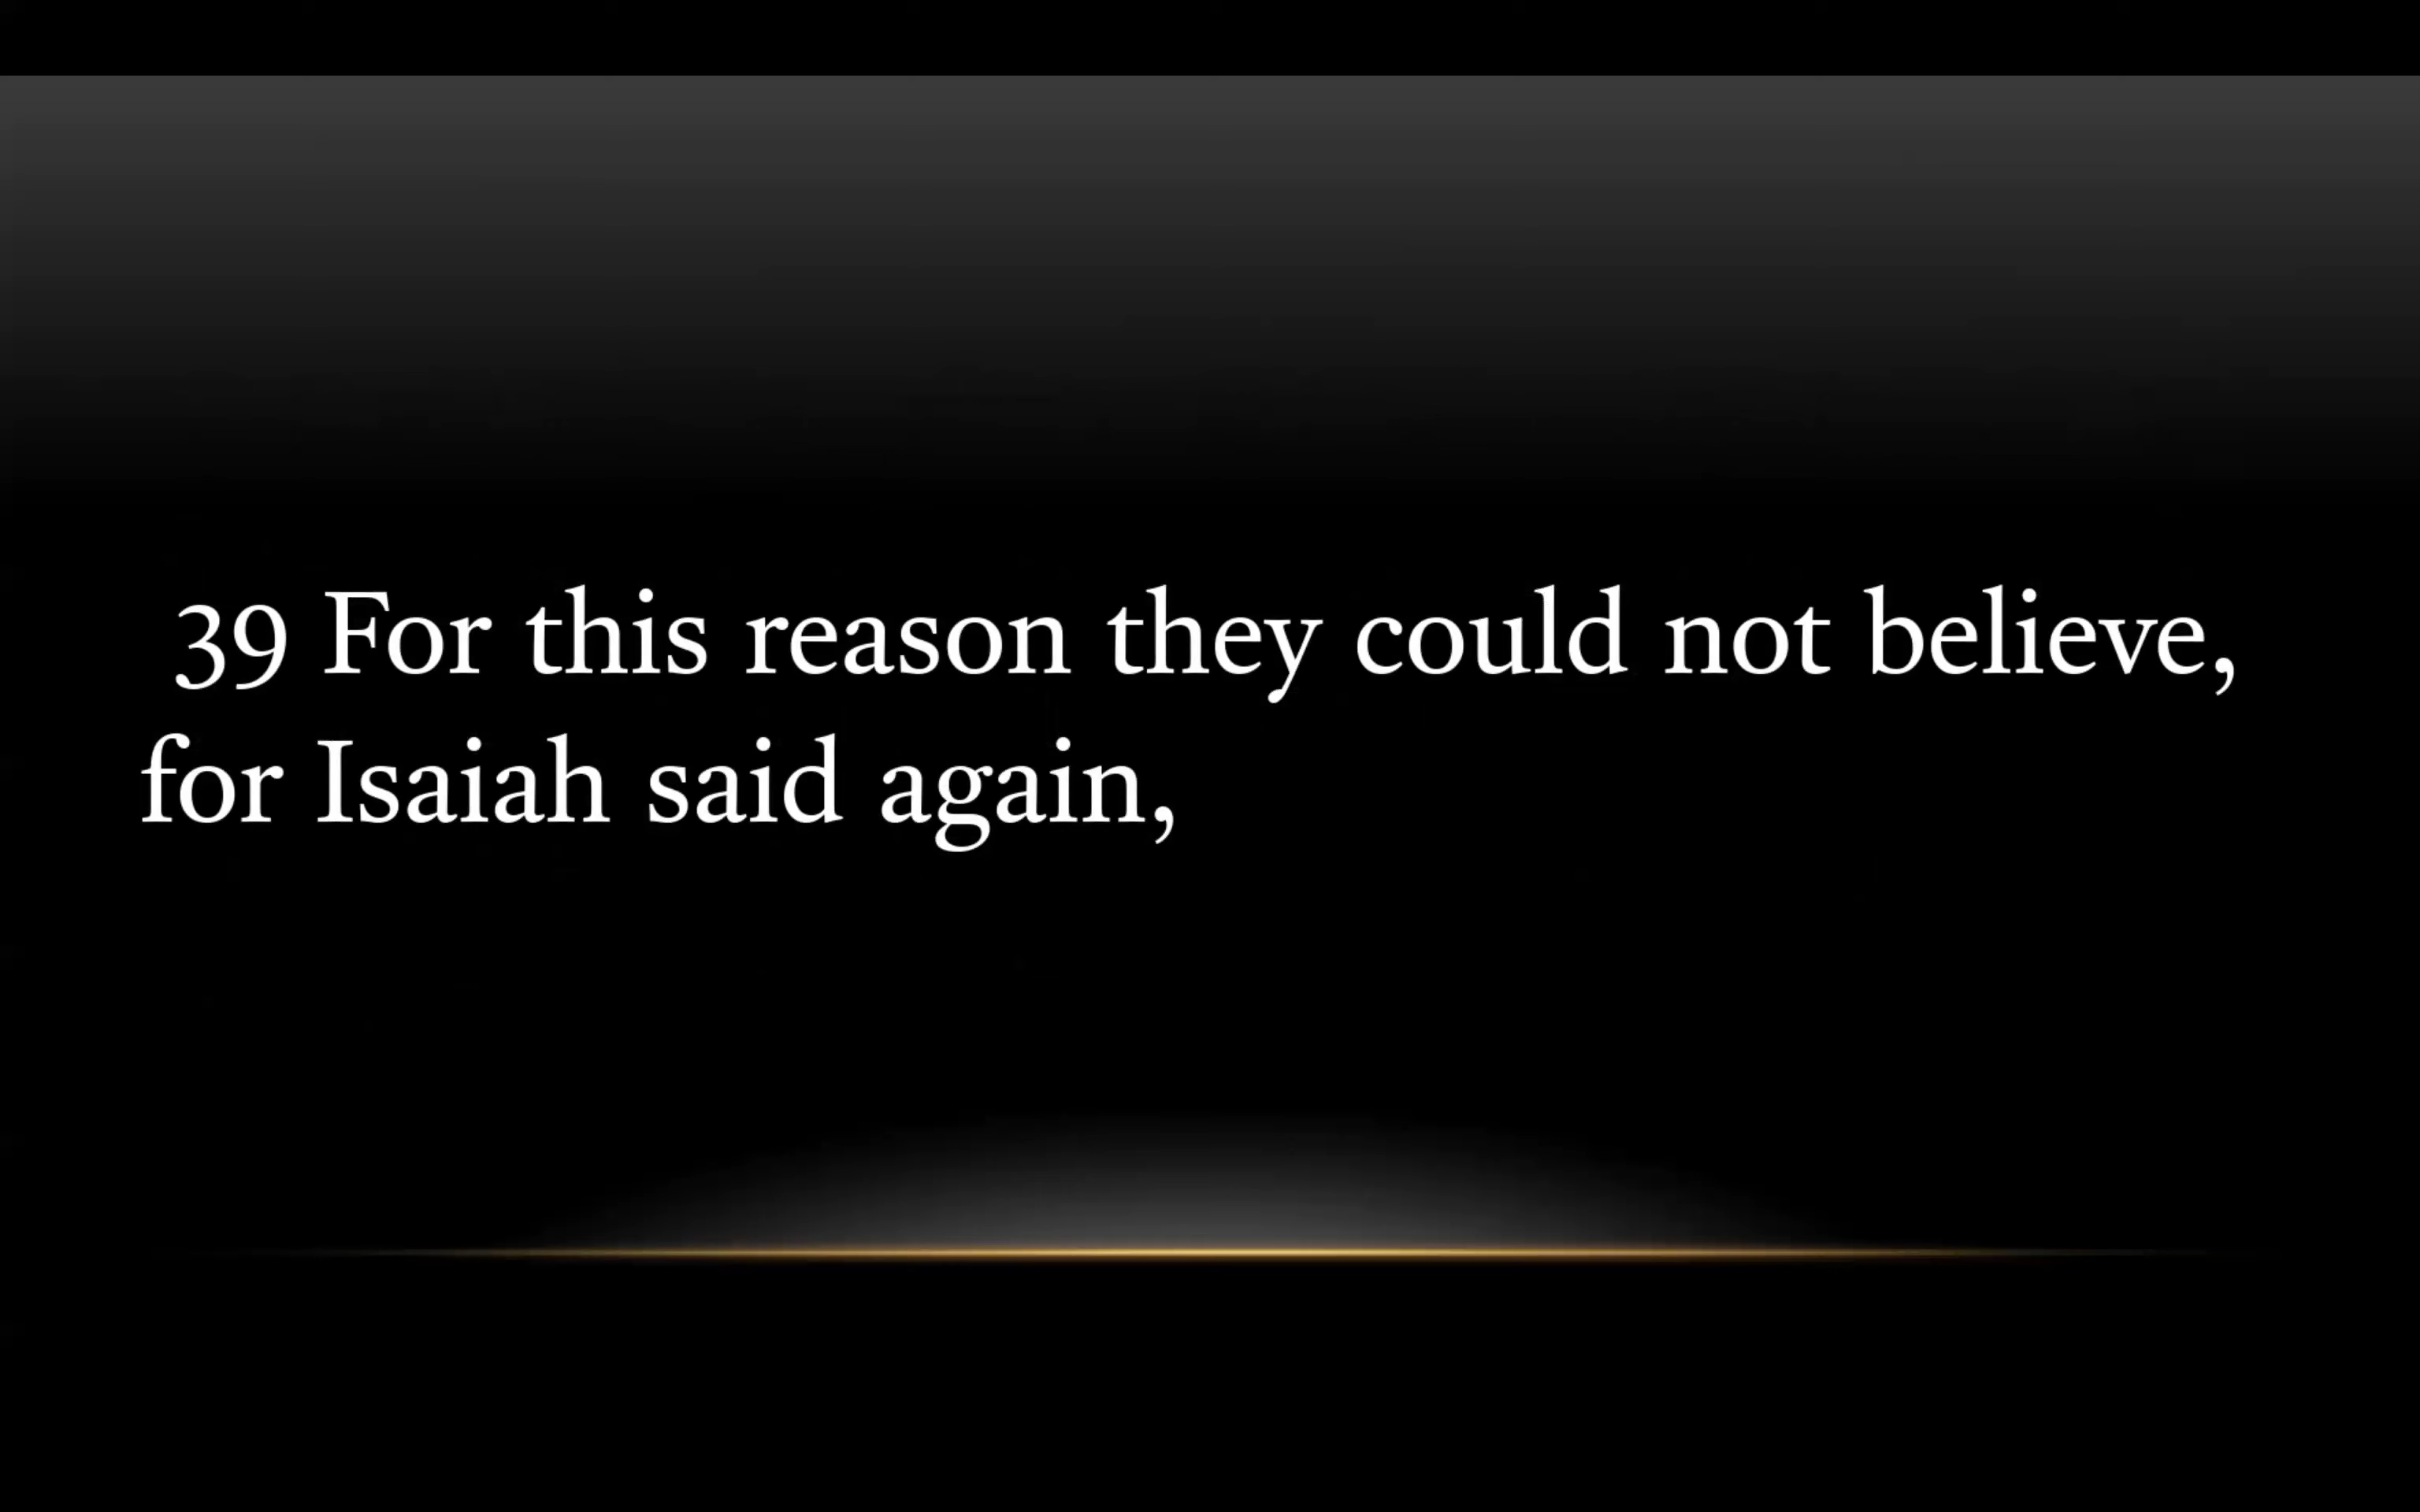 39 For this reason they could not believe,
for Isaiah said again,